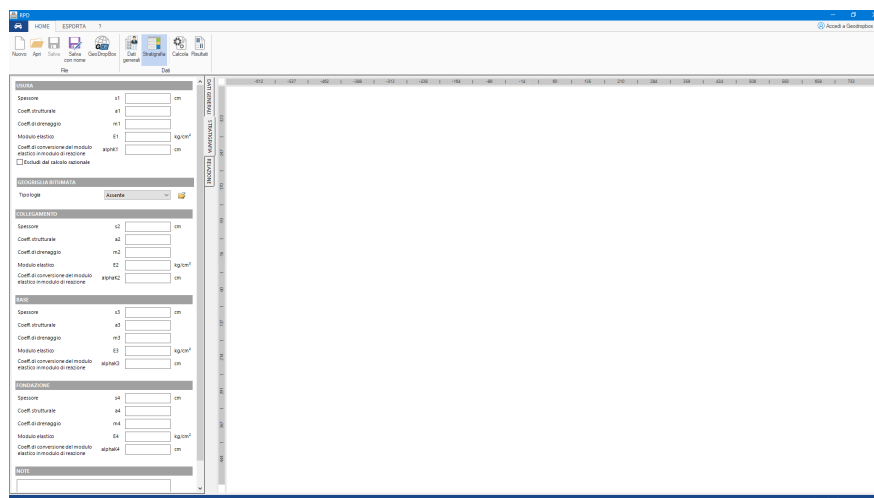 RPD
HOME ESPORTA ?
Accedi a Geodropbox
Nuovo Apri Salva Salva con nome GeoDropBox Dati generali Stratigrafia Calcola Risultati
File Dati
USURA
Spessore s1 cm
Coeff. strutturale a1
Coeff. di drenaggio m1
Modulo elastico E1 kg/cm²
Coeff. di conversione del modulo elastico in modulo di reazione alphK1 cm
Escludi dal calcolo razionale
GEOGRIGLIA BITUMATA
Tipologia Assente
COLLEGAMENTO
Spessore s2 cm
Coeff. strutturale a2
Coeff. di drenaggio m2
Modulo elastico E2 kg/cm²
Coeff. di conversione del modulo elastico in modulo di reazione alphaK2 cm
BASE
Spessore s3 cm
Coeff. strutturale a3
Coeff. di drenaggio m3
Modulo elastico E3 kg/cm²
Coeff. di conversione del modulo elastico in modulo di reazione alphaK3 cm
FONDAZIONE
Spessore s4 cm
Coeff. strutturale a4
Coeff. di drenaggio m4
Modulo elastico E4 kg/cm²
Coeff. di conversione del modulo elastico in modulo di reazione alphaK4 cm
NOTE
DATI GENERALI
STRATIGRAFIA
RELAZIONE